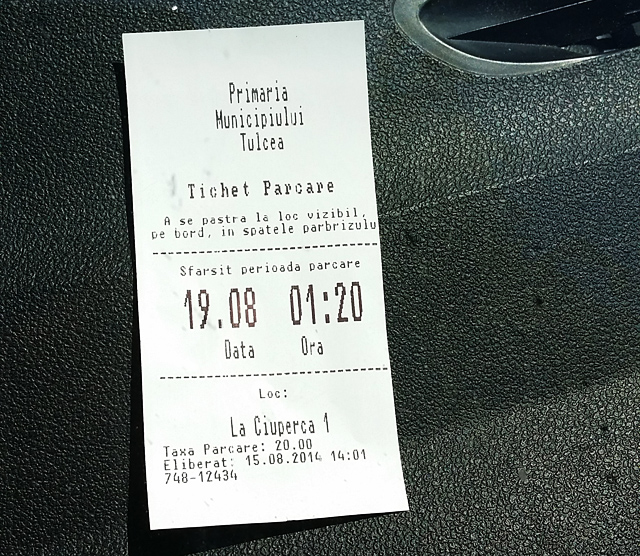 Primaria
Municipiului
Tulcea
Tichet Parcare
A se pastra la loc vizibil,
pe bord, in spatele parbrizulu
Sfarsit perioada parcare
19.08 01:20
Data Ora
Loc:
La Ciuperca 1
Taxa Parcare: 20.00
Eliberat: 15.08.2014 14:01
748-12434